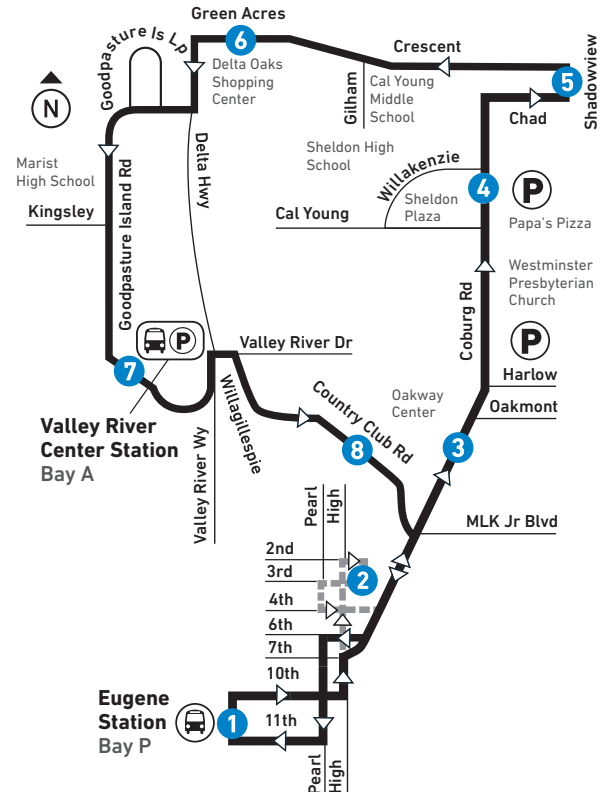 Green Acres
6
Delta Oaks
Shopping
Center
Goodpasture Is Lp
N
Crescent
5
Shadowview
Gilham
Cal Young
Middle
School
Chad
Sheldon High
School
Willakenzie
4
P
Sheldon
Plaza
Papa's Pizza
Cal Young
Marist
High School
Kingsley
Goodpasture Island Rd
Delta Hwy
Westminster
Presbyterian
Church
Coburg Rd
P
Harlow
Oakmont
Oakway
Center
3
P
7
Valley River Dr
Valley River
Center Station
Bay A
Valley River Wy
Willagillespie
Country Club Rd
8
MLK Jr Blvd
Pearl
High
2nd
3rd
2
4th
6th
7th
10th
Eugene
Station
Bay P
1
11th
Pearl
High